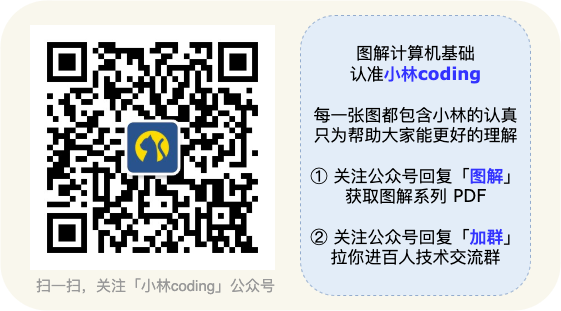 扫一扫，关注「小林coding」公众号
图解计算机基础
认准小林coding
每一张图都包含小林的认真
只为帮助大家能更好的理解
① 关注公众号回复「图解」
获取图解系列 PDF
② 关注公众号回复「加群」
拉你进百人技术交流群